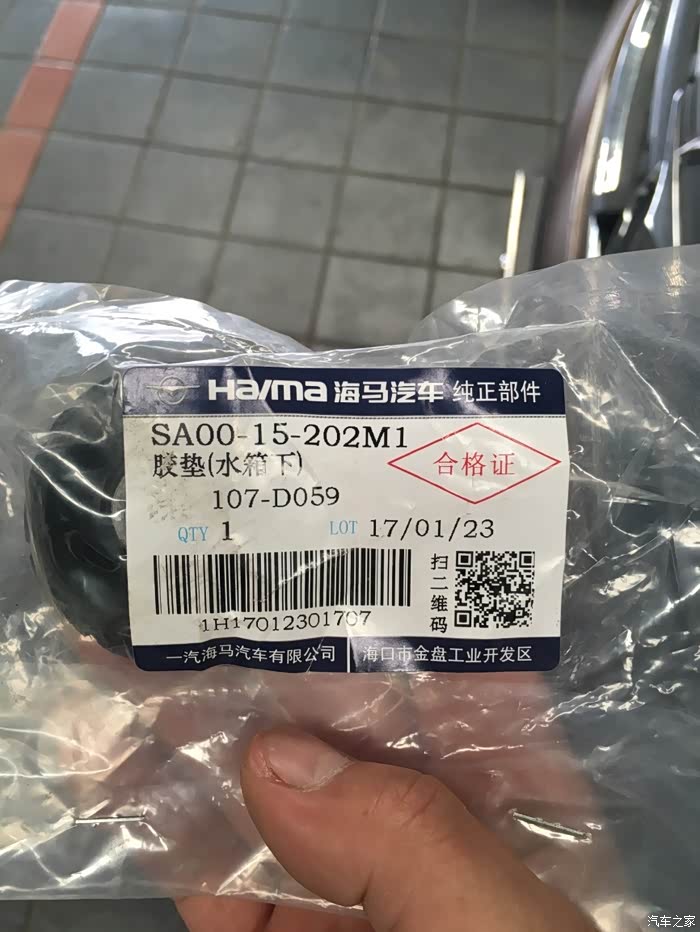 Haıma 海马汽车 纯正部件
SA00-15-202M1
胶垫(水箱下)
合格证
107-D059
QTY 1 LOT 17/01/23
扫二维码
1H17012301707
一汽海马汽车有限公司 海口市金盘工业开发区
汽车之家